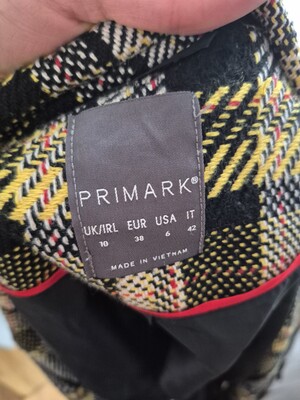 PRIMARK®
UK/IRL EUR USA IT
10 38 6 42
MADE IN VIETNAM